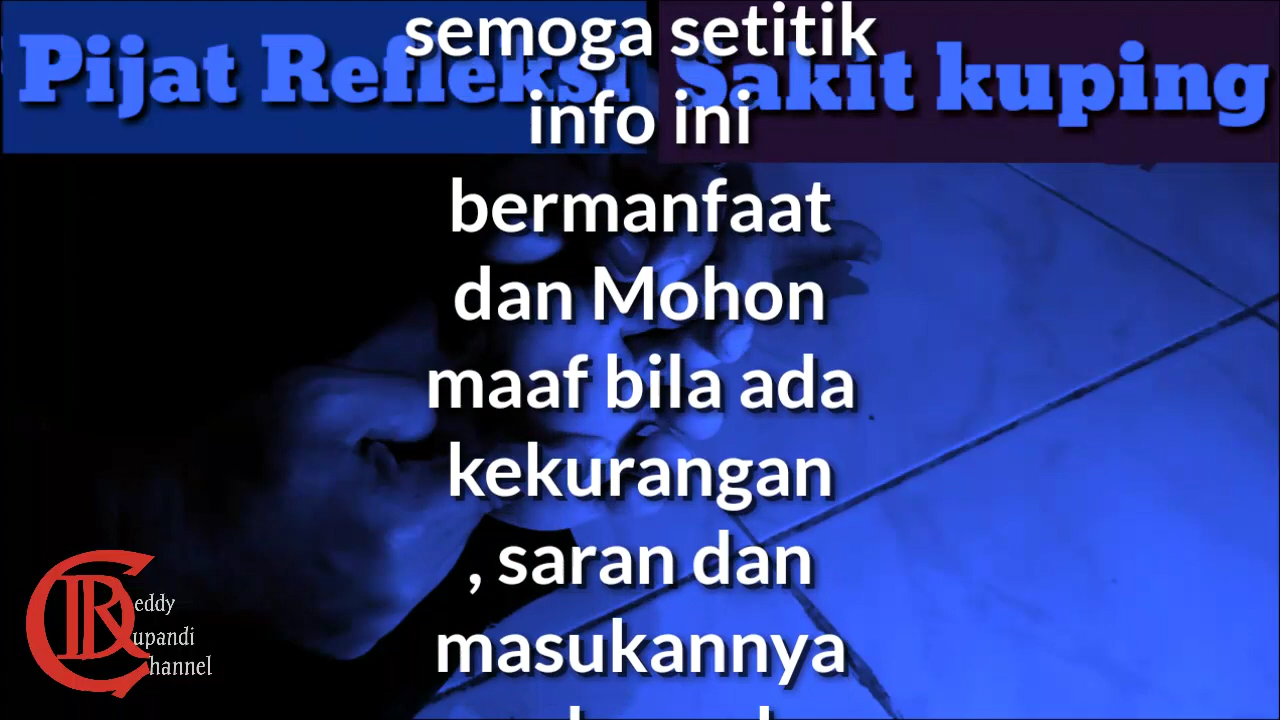 Pijat Refleksi Sakit kuping
semoga setitik
info ini
bermanfaat
dan Mohon
maaf bila ada
kekurangan
, saran dan
masukannya
eddy
upandi
hannel